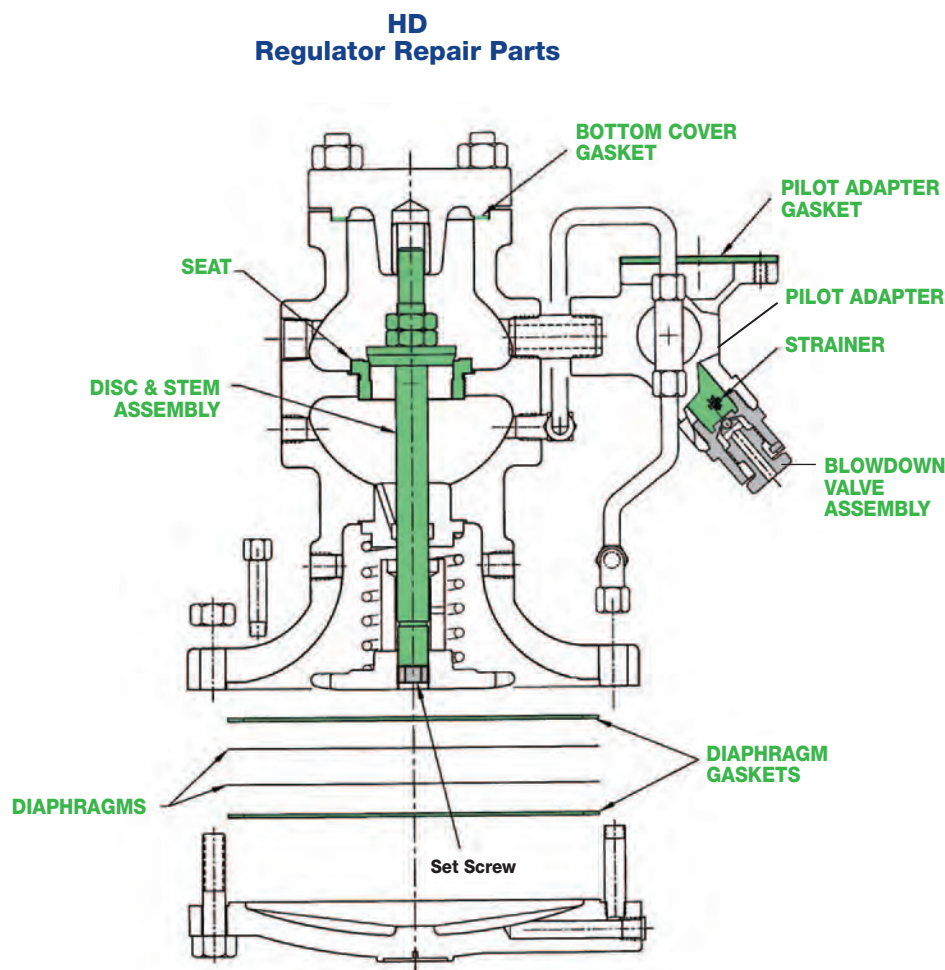 HD
Regulator Repair Parts
BOTTOM COVER
GASKET
PILOT ADAPTER
GASKET
SEAT
PILOT ADAPTER
STRAINER
DISC & STEM
ASSEMBLY
BLOWDOWN
VALVE
ASSEMBLY
DIAPHRAGM
GASKETS
DIAPHRAGMS
Set Screw